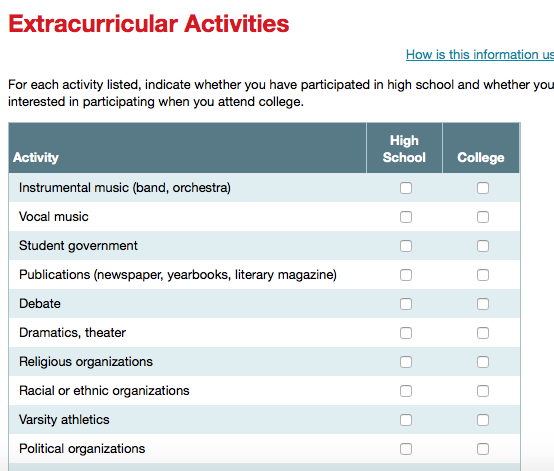 Extracurricular Activities
How is this information us
For each activity listed, indicate whether you have participated in high school and whether you
interested in participating when you attend college.
Activity High School College
Instrumental music (band, orchestra)
Vocal music
Student government
Publications (newspaper, yearbooks, literary magazine)
Debate
Dramatics, theater
Religious organizations
Racial or ethnic organizations
Varsity athletics
Political organizations